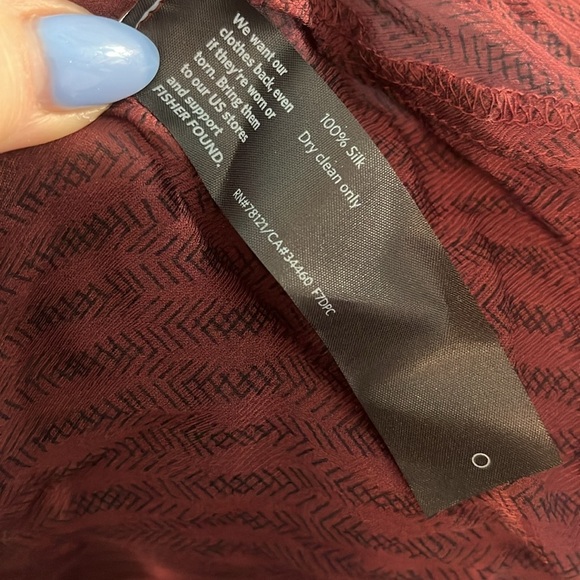 We want our
clothes back, even
if they're worn or
torn. Bring them
to our US stores
and support
FISHER FOUND.
100% Silk
Dry clean only
RN#78121/CA#34460 F7DPC